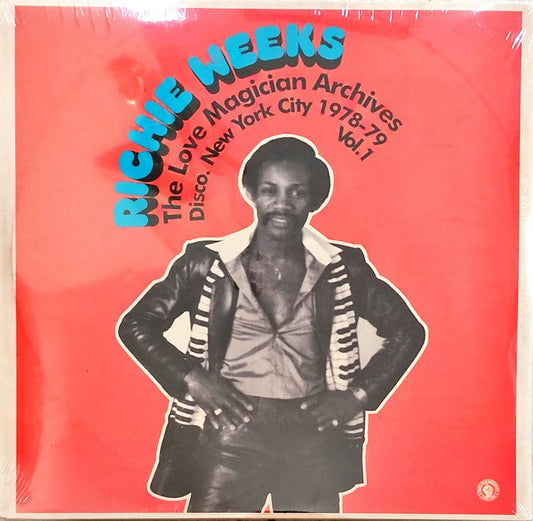 RICHIE WEEKS
The Love Magician Archives
Disco. New York City 1978-79
Vol.1